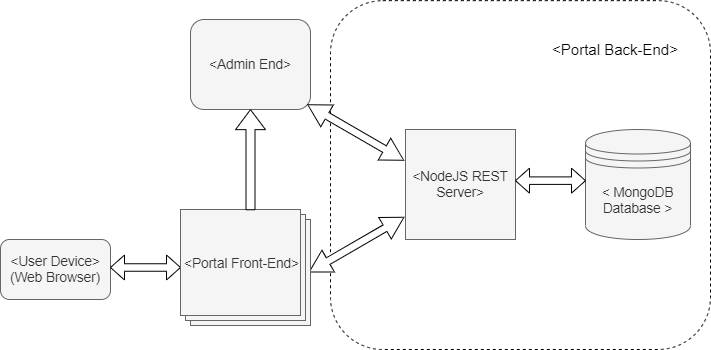 <Portal Back-End>
<Admin End>
<NodeJS REST
Server>
< MongoDB
Database >
<User Device>
(Web Browser)
<Portal Front-End>